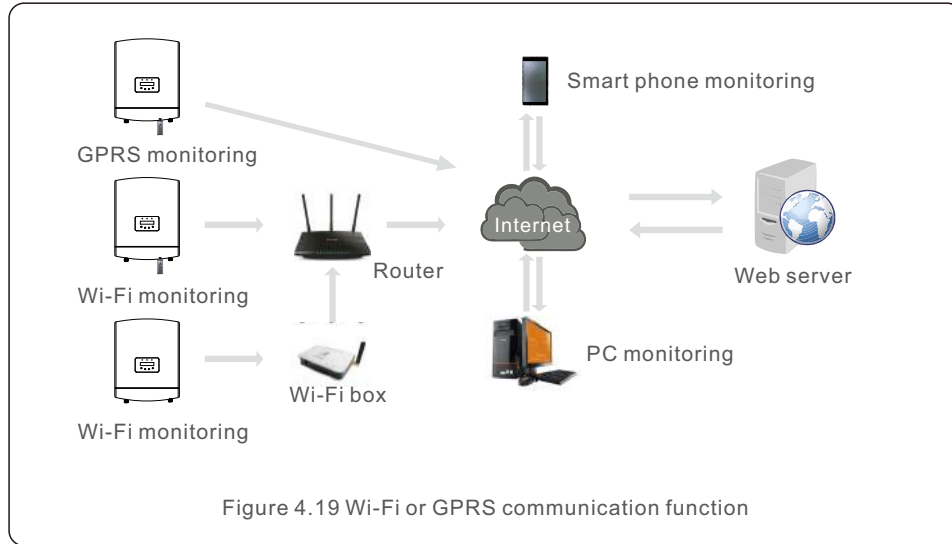 Smart phone monitoring
GPRS monitoring
Internet
Router
Web server
Wi-Fi monitoring
PC monitoring
Wi-Fi box
Wi-Fi monitoring
Figure 4.19 Wi-Fi or GPRS communication function